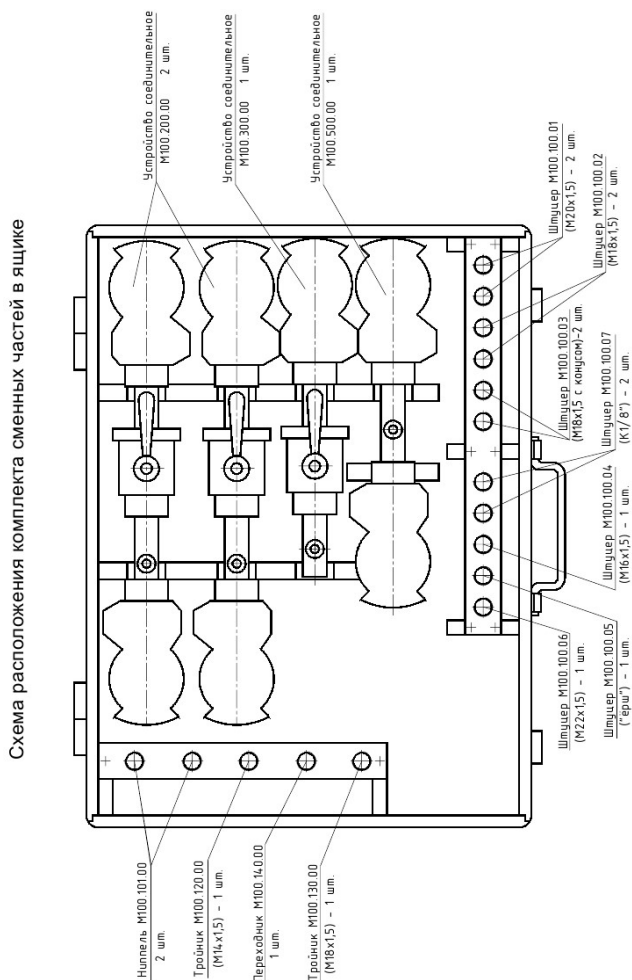 Схема расположения комплекта сменных частей в ящике
Устройство соединительное
М100.200.00 2 шт.
Устройство соединительное
М100.300.00 1 шт.
Устройство соединительное
М100.500.00 1 шт.
Штуцер М100.100.01
(М20х1,5) – 2 шт.
Штуцер М100.100.02
(М18х1,5) – 2 шт.
Штуцер М100.100.03
(М18х1,5 с конусом)-2 шт.
Штуцер М100.100.07
(К1/8") – 2 шт.
Штуцер М100.100.04
(М16х1,5) – 1 шт.
Штуцер М100.100.05
("ёрш") – 1 шт.
Штуцер М100.100.06
(М22х1,5) – 1 шт.
Ниппель М100.101.00
2 шт.
Тройник М100.120.00
(М14х1,5) – 1 шт.
Переходник М100.140.00
1 шт.
Тройник М100.130.00
(М18х1,5) – 1 шт.